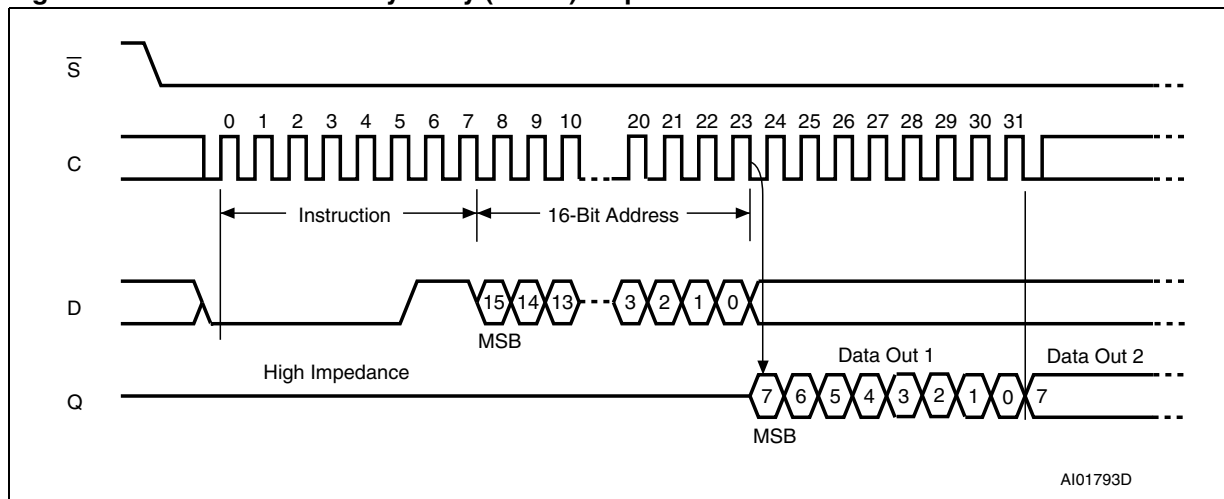 S
0 1 2 3 4 5 6 7 8 9 10 20 21 22 23 24 25 26 27 28 29 30 31
C
Instruction 16-Bit Address
D
15 14 13 3 2 1 0
MSB
Data Out 1 Data Out 2
High Impedance
Q
7 6 5 4 3 2 1 0 7
MSB
AI01793D